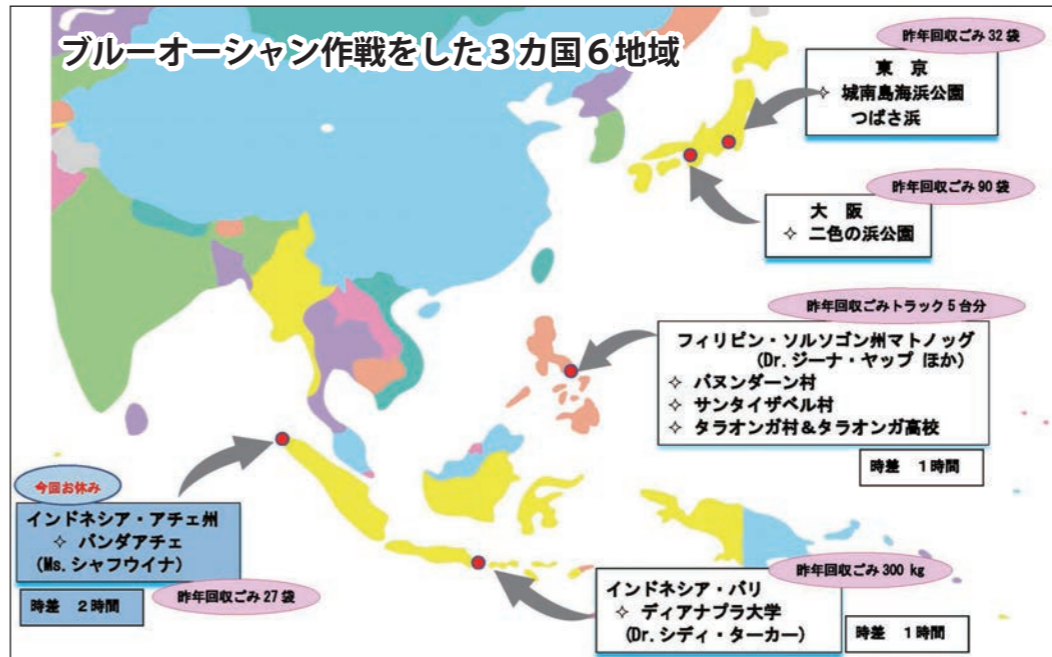 ブルーオーシャン作戦をした3カ国6地域
昨年回収ごみ 32 袋
東 京
✧ 城南島海浜公園
つばさ浜
昨年回収ごみ 90 袋
大 阪
✧ 二色の浜公園
昨年回収ごみトラック 5 台分
フィリピン・ソルソゴン州マトノッグ
(Dr. ジーナ・ヤップ ほか)
✧ バヌンダーン村
✧ サンタイザベル村
✧ タラオンガ村&タラオンガ高校
時差 1時間
今回お休み
インドネシア・アチェ州
✧ バンダアチェ
(Ms. シャフウイナ)
昨年回収ごみ 27 袋
時差 2時間
昨年回収ごみ 300 kg
インドネシア・バリ
✧ ディアナプラ大学
(Dr. シディ・ターカー)
時差 1時間